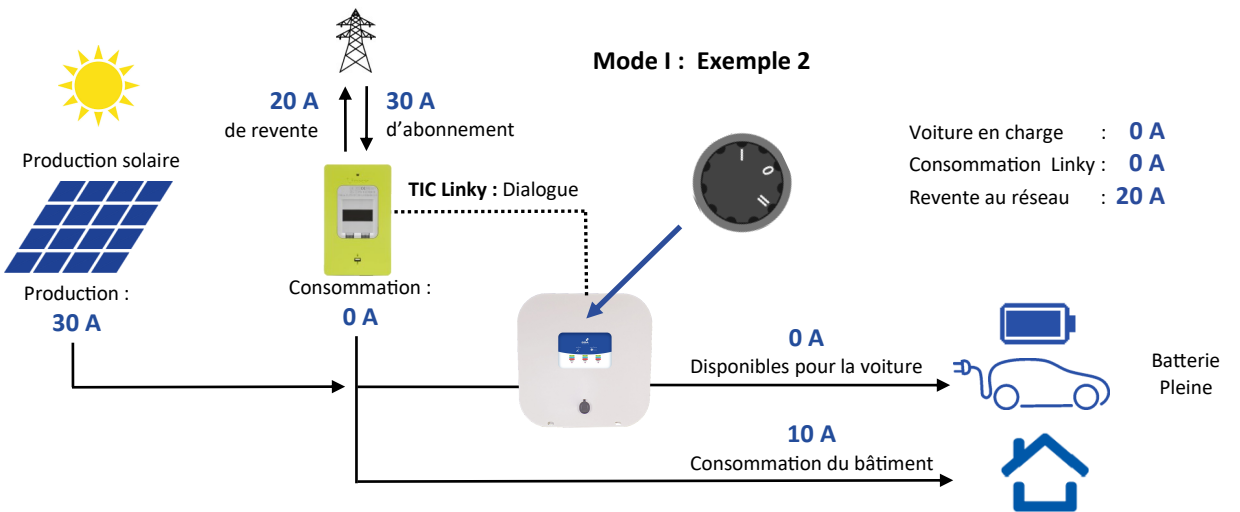 Mode I : Exemple 2
20 A
de revente
30 A
d’abonnement
Production solaire
TIC Linky : Dialogue
I
0
II
Voiture en charge : 0 A
Consommation Linky : 0 A
Revente au réseau : 20 A
Production :
30 A
Consommation :
0 A
0 A
Disponibles pour la voiture
Batterie
Pleine
10 A
Consommation du bâtiment